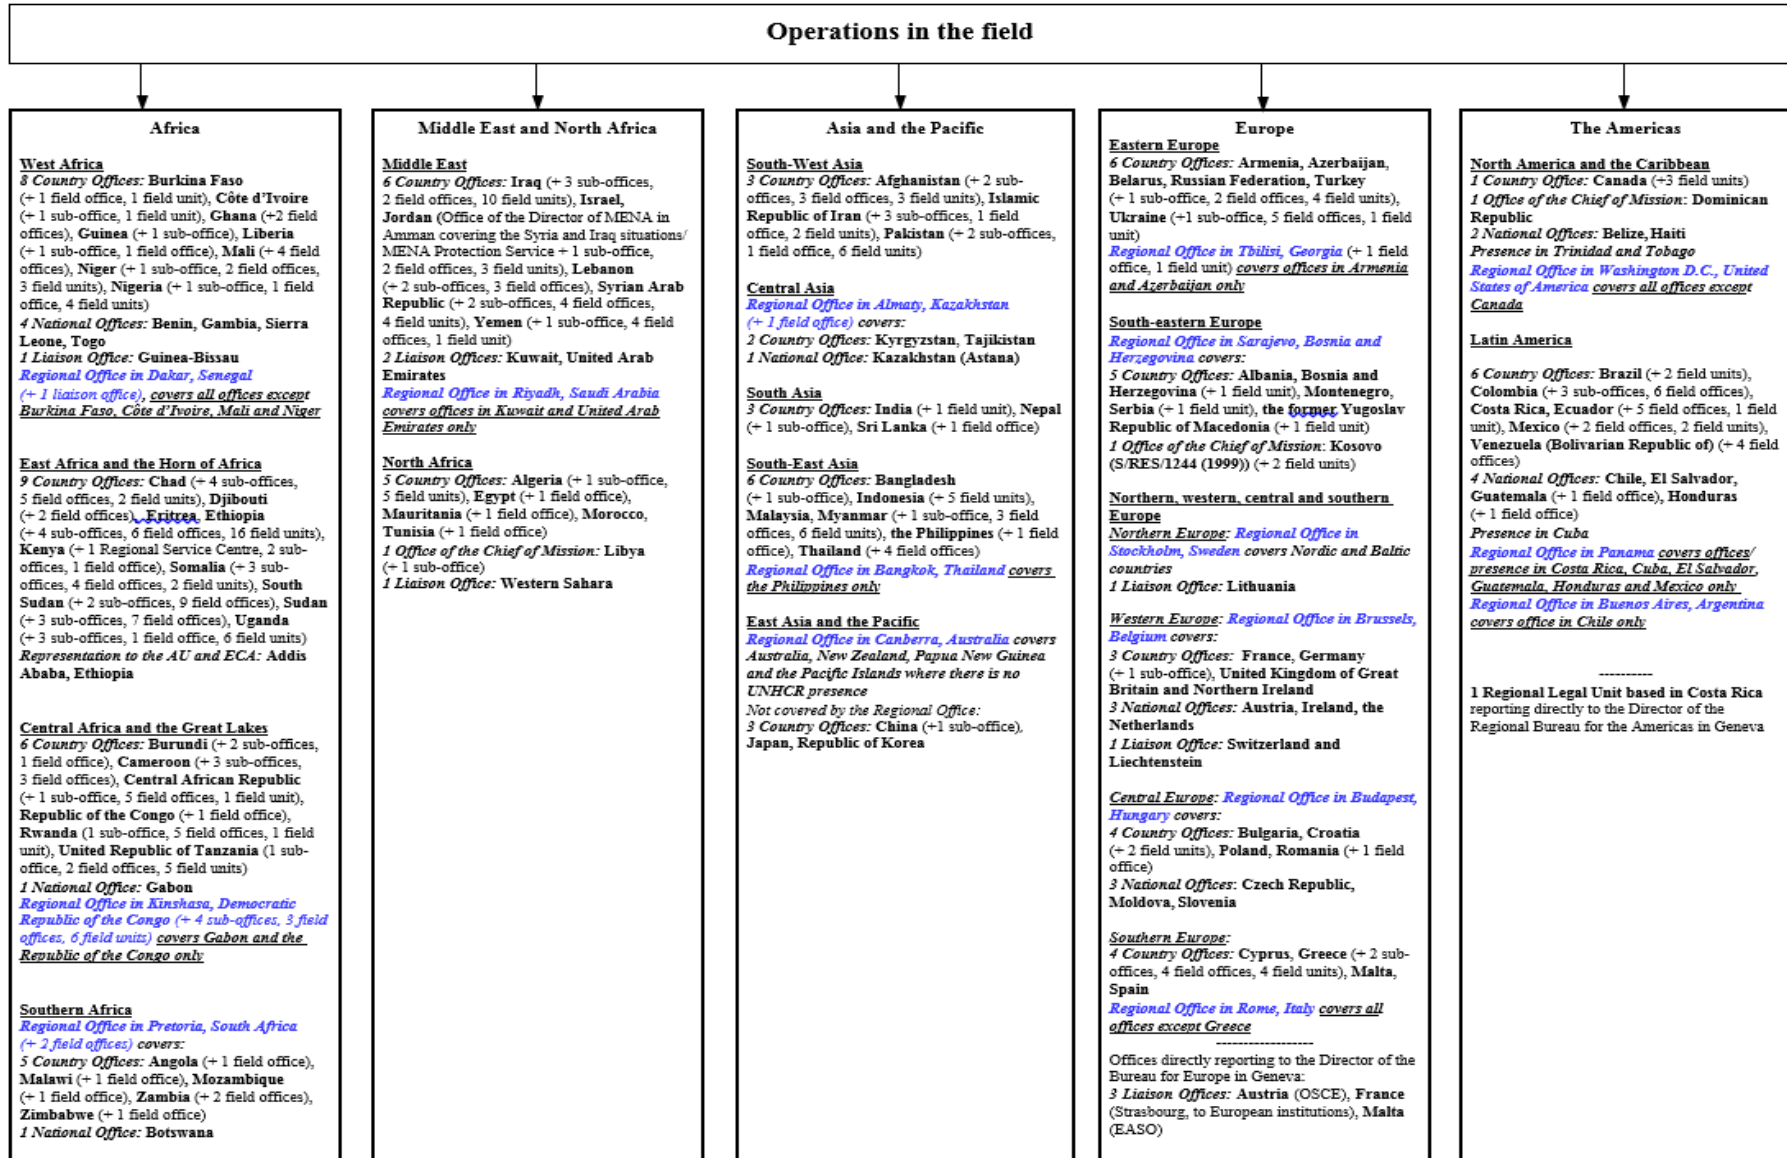 Operations in the field
Africa
West Africa
8 Country Offices: Burkina Faso
(+ 1 field office, 1 field unit), Côte d'Ivoire
(+ 1 sub-office, 1 field unit), Ghana (+2 field
offices), Guinea (+ 1 sub-office), Liberia
(+ 1 sub-office, 1 field office), Mali (+ 4 field
offices), Niger (+ 1 sub-office, 2 field offices,
3 field units), Nigeria (+ 1 sub-office, 1 field
office, 4 field units)
4 National Offices: Benin, Gambia, Sierra
Leone, Togo
1 Liaison Office: Guinea-Bissau
Regional Office in Dakar, Senegal
(+ 1 liaison office), covers all offices except
Burkina Faso, Côte d'Ivoire, Mali and Niger
East Africa and the Horn of Africa
9 Country Offices: Chad (+ 4 sub-offices,
5 field offices, 2 field units), Djibouti
(+ 2 field offices), Eritrea, Ethiopia
(+ 4 sub-offices, 6 field offices, 16 field units),
Kenya (+ 1 Regional Service Centre, 2 sub-
offices, 1 field office), Somalia (+ 3 sub-
offices, 4 field offices, 2 field units), South
Sudan (+ 2 sub-offices, 9 field offices), Sudan
(+ 3 sub-offices, 7 field offices), Uganda
(+ 3 sub-offices, 1 field office, 6 field units)
Representation to the AU and ECA: Addis
Ababa, Ethiopia
Central Africa and the Great Lakes
6 Country Offices: Burundi (+ 2 sub-offices,
1 field office), Cameroon (+ 3 sub-offices,
3 field offices), Central African Republic
(+ 1 sub-office, 5 field offices, 1 field unit),
Republic of the Congo (+ 1 field office),
Rwanda (1 sub-office, 5 field offices, 1 field
unit), United Republic of Tanzania (1 sub-
office, 2 field offices, 5 field units)
1 National Office: Gabon
Regional Office in Kinshasa, Democratic
Republic of the Congo (+ 4 sub-offices, 3 field
offices, 6 field units) covers Gabon and the
Republic of the Congo only
Southern Africa
Regional Office in Pretoria, South Africa
(+ 2 field offices) covers:
5 Country Offices: Angola (+ 1 field office),
Malawi (+ 1 field office), Mozambique
(+ 1 field office), Zambia (+ 2 field offices),
Zimbabwe (+ 1 field office)
1 National Office: Botswana
Middle East and North Africa
Middle East
6 Country Offices: Iraq (+ 3 sub-offices,
2 field offices, 10 field units), Israel,
Jordan (Office of the Director of MENA in
Amman covering the Syria and Iraq situations/
MENA Protection Service + 1 sub-office,
2 field offices, 3 field units), Lebanon
(+ 2 sub-offices, 3 field offices), Syrian Arab
Republic (+ 2 sub-offices, 4 field offices,
4 field units), Yemen (+ 1 sub-office, 4 field
offices, 1 field unit)
2 Liaison Offices: Kuwait, United Arab
Emirates
Regional Office in Riyadh, Saudi Arabia
covers offices in Kuwait and United Arab
Emirates only
North Africa
5 Country Offices: Algeria (+ 1 sub-office,
5 field units), Egypt (+ 1 field office),
Mauritania (+ 1 field office), Morocco,
Tunisia (+ 1 field office)
1 Office of the Chief of Mission: Libya
(+ 1 sub-office)
1 Liaison Office: Western Sahara
Asia and the Pacific
South-West Asia
3 Country Offices: Afghanistan (+ 2 sub-
offices, 3 field offices, 3 field units), Islamic
Republic of Iran (+ 3 sub-offices, 1 field
office, 2 field units), Pakistan (+ 2 sub-offices,
1 field office, 6 field units)
Central Asia
Regional Office in Almaty, Kazakhstan
(+ 1 field office) covers:
2 Country Offices: Kyrgyzstan, Tajikistan
1 National Office: Kazakhstan (Astana)
South Asia
3 Country Offices: India (+ 1 field unit), Nepal
(+ 1 sub-office), Sri Lanka (+ 1 field office)
South-East Asia
6 Country Offices: Bangladesh
(+ 1 sub-office), Indonesia (+ 5 field units),
Malaysia, Myanmar (+ 1 sub-office, 3 field
offices, 6 field units), the Philippines (+ 1 field
office), Thailand (+ 4 field offices)
Regional Office in Bangkok, Thailand covers
the Philippines only
East Asia and the Pacific
Regional Office in Canberra, Australia covers
Australia, New Zealand, Papua New Guinea
and the Pacific Islands where there is no
UNHCR presence
Not covered by the Regional Office:
3 Country Offices: China (+1 sub-office),
Japan, Republic of Korea
Europe
Eastern Europe
6 Country Offices: Armenia, Azerbaijan,
Belarus, Russian Federation, Turkey
(+ 1 sub-office, 2 field offices, 4 field units),
Ukraine (+1 sub-office, 5 field offices, 1 field
unit)
Regional Office in Tbilisi, Georgia (+ 1 field
office, 1 field unit) covers offices in Armenia
and Azerbaijan only
South-eastern Europe
Regional Office in Sarajevo, Bosnia and
Herzegovina covers:
5 Country Offices: Albania, Bosnia and
Herzegovina (+ 1 field unit), Montenegro,
Serbia (+ 1 field unit), the former Yugoslav
Republic of Macedonia (+ 1 field unit)
1 Office of the Chief of Mission: Kosovo
(S/RES/1244 (1999)) (+ 2 field units)
Northern, western, central and southern
Europe
Northern Europe: Regional Office in
Stockholm, Sweden covers Nordic and Baltic
countries
1 Liaison Office: Lithuania
Western Europe: Regional Office in Brussels,
Belgium covers:
3 Country Offices: France, Germany
(+ 1 sub-office), United Kingdom of Great
Britain and Northern Ireland
3 National Offices: Austria, Ireland, the
Netherlands
1 Liaison Office: Switzerland and
Liechtenstein
Central Europe: Regional Office in Budapest,
Hungary covers:
4 Country Offices: Bulgaria, Croatia
(+ 2 field units), Poland, Romania (+ 1 field
office)
3 National Offices: Czech Republic,
Moldova, Slovenia
Southern Europe:
4 Country Offices: Cyprus, Greece (+ 2 sub-
offices, 4 field offices, 4 field units), Malta,
Spain
Regional Office in Rome, Italy covers all
offices except Greece
------------------
Offices directly reporting to the Director of the
Bureau for Europe in Geneva:
3 Liaison Offices: Austria (OSCE), France
(Strasbourg, to European institutions), Malta
(EASO)
The Americas
North America and the Caribbean
1 Country Office: Canada (+3 field units)
1 Office of the Chief of Mission: Dominican
Republic
2 National Offices: Belize, Haiti
Presence in Trinidad and Tobago
Regional Office in Washington D.C., United
States of America covers all offices except
Canada
Latin America
6 Country Offices: Brazil (+ 2 field units),
Colombia (+ 3 sub-offices, 6 field offices),
Costa Rica, Ecuador (+ 5 field offices, 1 field
unit), Mexico (+ 2 field offices, 2 field units),
Venezuela (Bolivarian Republic of) (+ 4 field
offices)
4 National Offices: Chile, El Salvador,
Guatemala (+ 1 field office), Honduras
(+ 1 field office)
Presence in Cuba
Regional Office in Panama covers offices/
presence in Costa Rica, Cuba, El Salvador,
Guatemala, Honduras and Mexico only
Regional Office in Buenos Aires, Argentina
covers office in Chile only
----------
1 Regional Legal Unit based in Costa Rica
reporting directly to the Director of the
Regional Bureau for the Americas in Geneva